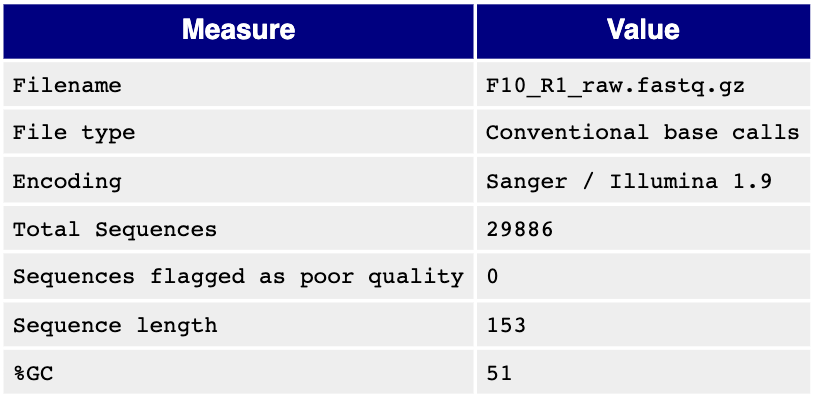 Measure Value
Filename F10_R1_raw.fastq.gz
File type Conventional base calls
Encoding Sanger / Illumina 1.9
Total Sequences 29886
Sequences flagged as poor quality 0
Sequence length 153
%GC 51